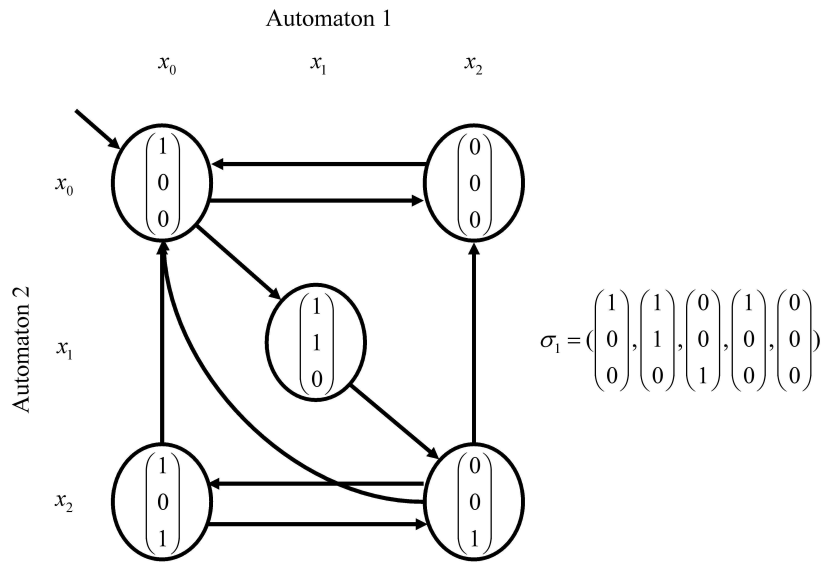 Automaton 1
x₀ x₁ x₂
x₀
(1 0 0)
(0 0 0)
Automaton 2
x₁
(1 1 0)
σ₁ = ((1 0 0), (1 1 0), (0 0 1), (1 0 0), (0 0 0))
x₂
(1 0 1)
(0 0 1)